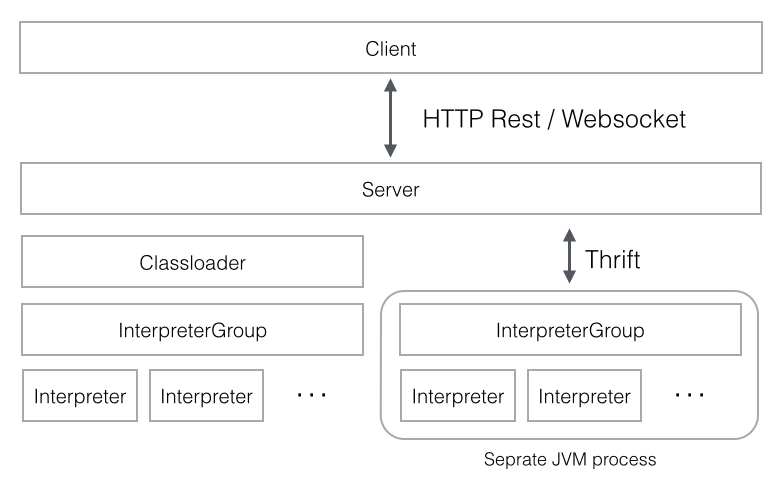 Client
HTTP Rest / Websocket
Server
Thrift
Classloader
InterpreterGroup
InterpreterGroup
Interpreter
Interpreter
...
Interpreter
Interpreter
...
Seprate JVM process